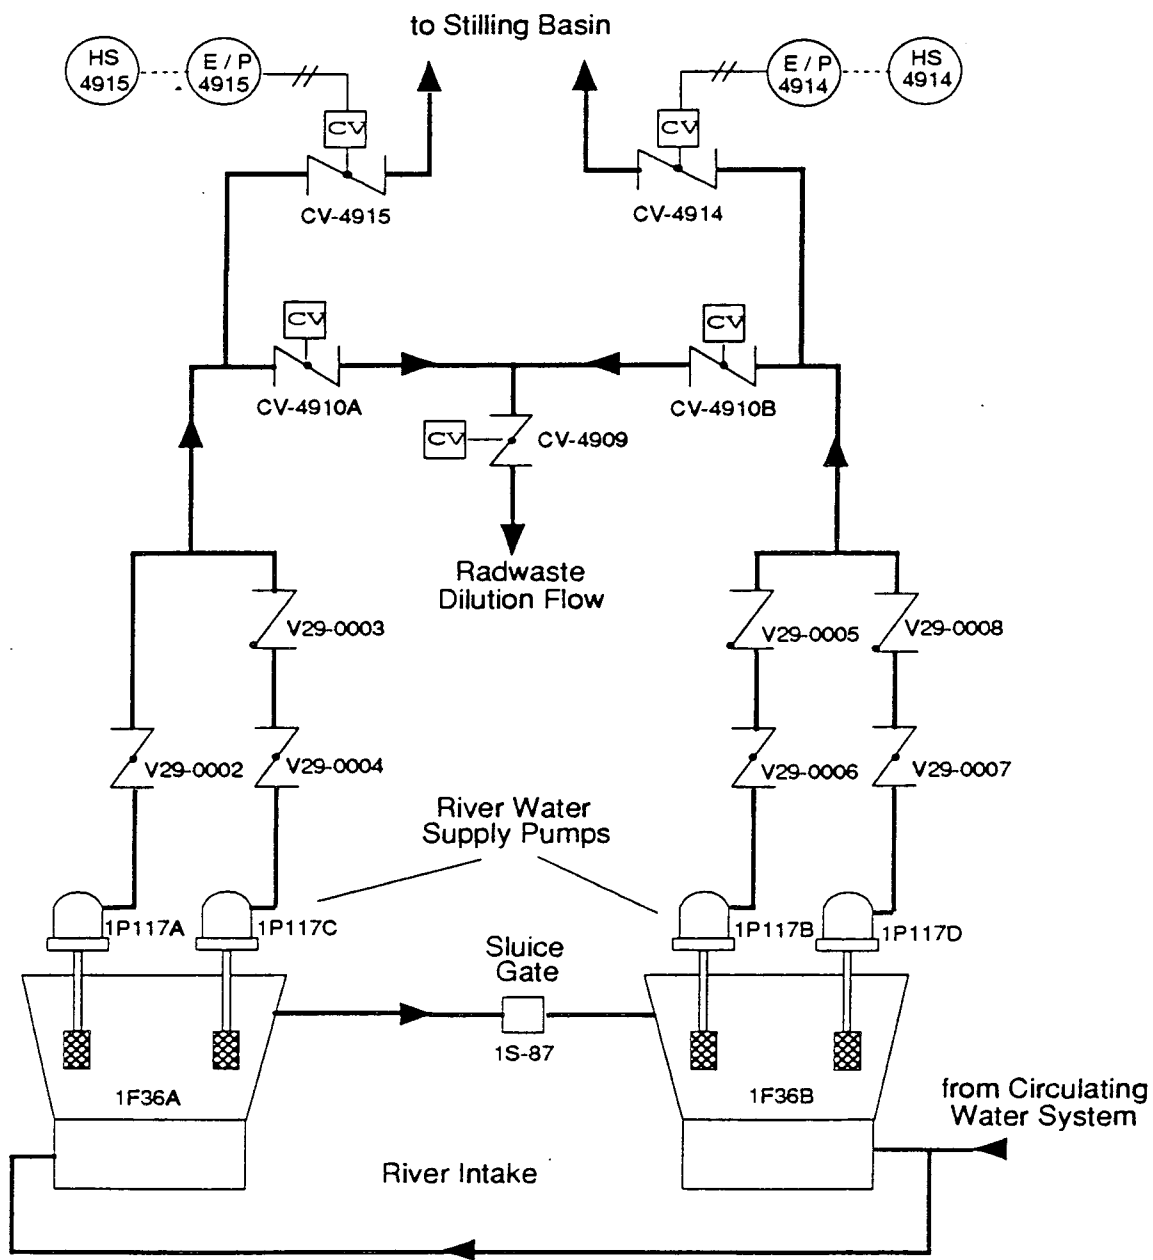 to Stilling Basin
HS
4915
E / P
4915
E / P
4914
HS
4914
CV
CV
CV-4915
CV-4914
CV
CV
CV-4910A
CV-4910B
CV
CV-4909
Radwaste
Dilution Flow
V29-0003
V29-0005
V29-0008
V29-0002
V29-0004
V29-0006
V29-0007
River Water
Supply Pumps
1P117A
1P117C
1P117B
1P117D
Sluice
Gate
1S-87
1F36A
1F36B
from Circulating
Water System
River Intake